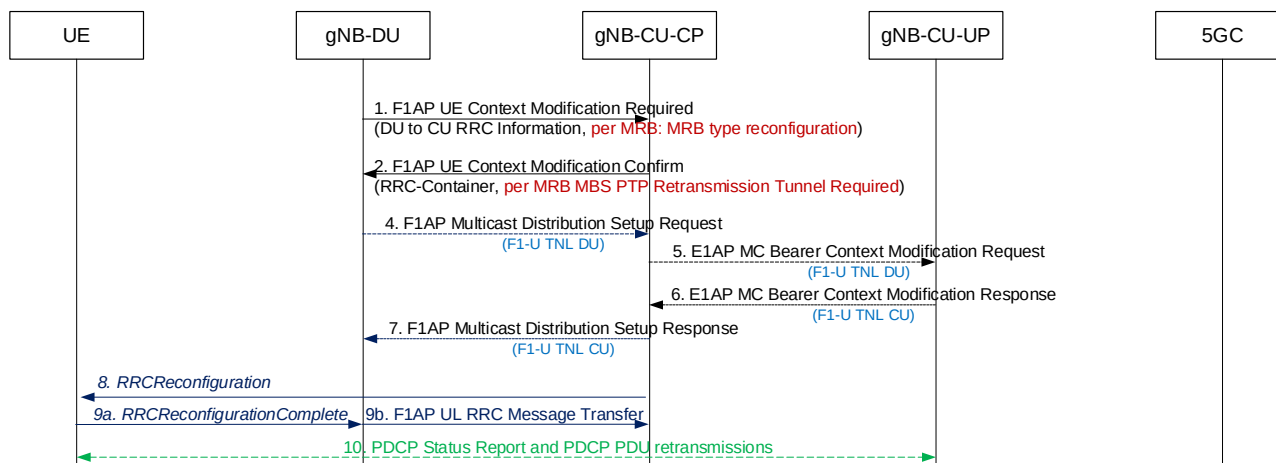 UE
gNB-DU
gNB-CU-CP
gNB-CU-UP
5GC
1. F1AP UE Context Modification Required
(DU to CU RRC Information, per MRB: MRB type reconfiguration)
2. F1AP UE Context Modification Confirm
(RRC-Container, per MRB MBS PTP Retransmission Tunnel Required)
4. F1AP Multicast Distribution Setup Request
(F1-U TNL DU)
5. E1AP MC Bearer Context Modification Request
(F1-U TNL DU)
6. E1AP MC Bearer Context Modification Response
(F1-U TNL CU)
7. F1AP Multicast Distribution Setup Response
(F1-U TNL CU)
8. RRCReconfiguration
9a. RRCReconfigurationComplete
9b. F1AP UL RRC Message Transfer
10. PDCP Status Report and PDCP PDU retransmissions